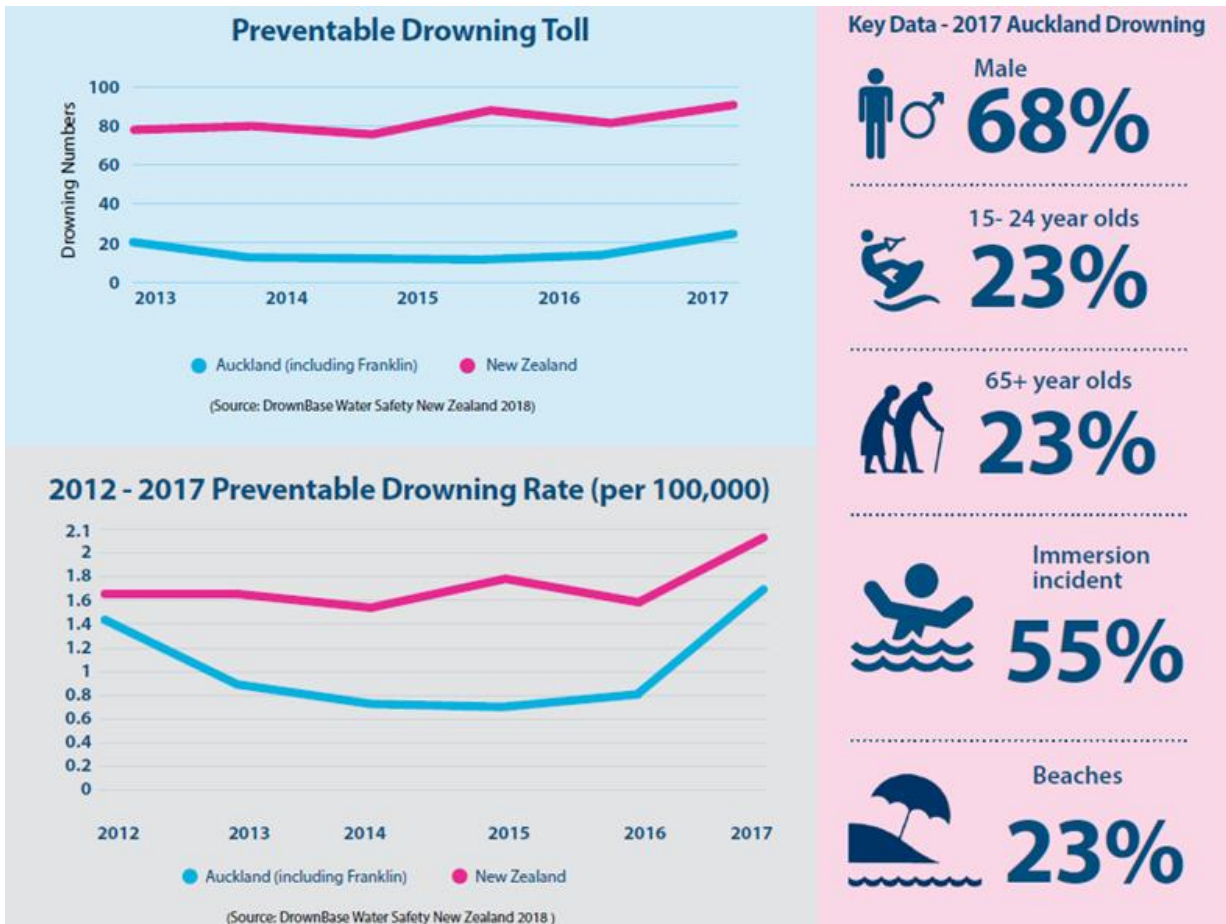 Preventable Drowning Toll
Drowning Numbers
100
80
60
40
20
0
2013 2014 2015 2016 2017
Auckland (including Franklin) New Zealand
(Source: DrownBase Water Safety New Zealand 2018)
2012 - 2017 Preventable Drowning Rate (per 100,000)
2.1
2
1.8
1.6
1.4
1.2
1
0.8
0.6
0.4
0.2
0
2012 2013 2014 2015 2016 2017
Auckland (including Franklin) New Zealand
(Source: DrownBase Water Safety New Zealand 2018 )
Key Data - 2017 Auckland Drowning
Male
68%
15- 24 year olds
23%
65+ year olds
23%
Immersion
incident
55%
Beaches
23%